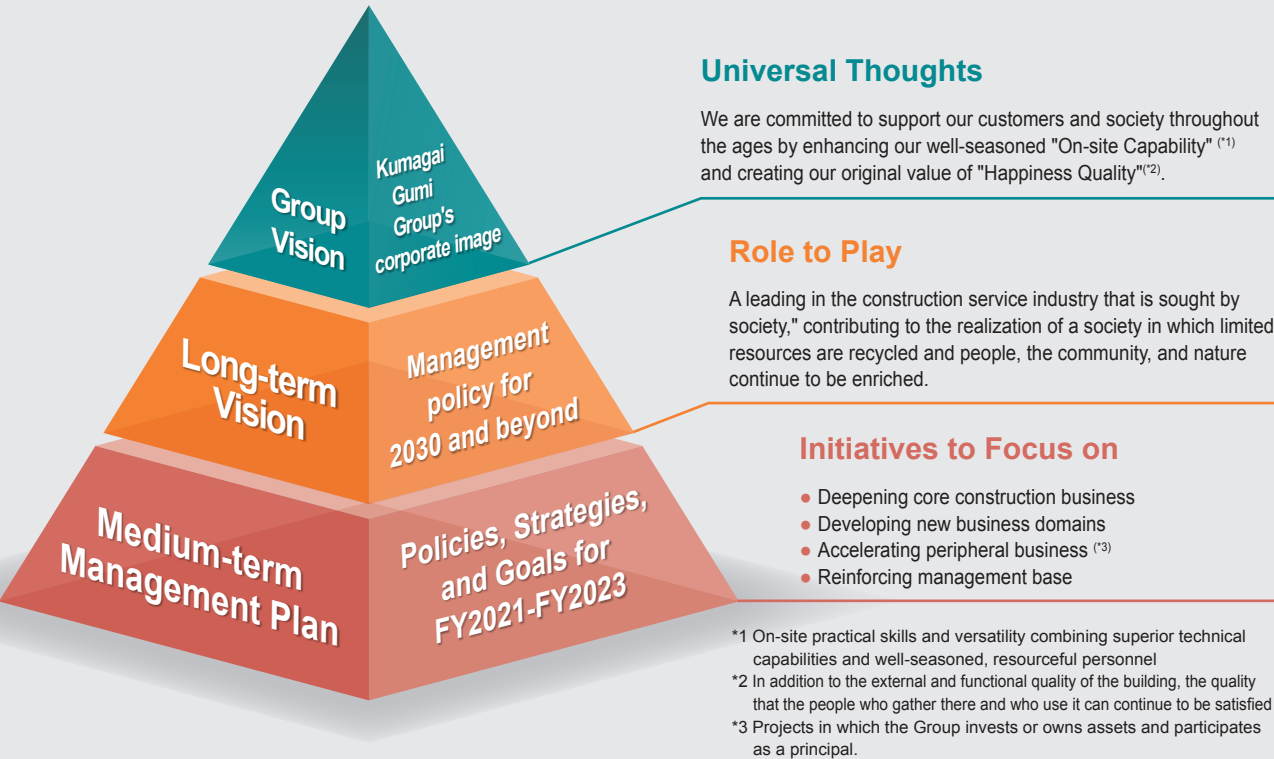 Group
Vision
Kumagai
Gumi
Group's
corporate image
Universal Thoughts
We are committed to support our customers and society throughout
the ages by enhancing our well-seasoned "On-site Capability" (*1)
and creating our original value of "Happiness Quality"(*2).
Long-term
Vision
Management
policy for
2030 and beyond
Role to Play
A leading in the construction service industry that is sought by
society," contributing to the realization of a society in which limited
resources are recycled and people, the community, and nature
continue to be enriched.
Medium-term
Management Plan
Policies, Strategies,
and Goals for
FY2021-FY2023
Initiatives to Focus on
● Deepening core construction business
● Developing new business domains
● Accelerating peripheral business (*3)
● Reinforcing management base
*1 On-site practical skills and versatility combining superior technical
capabilities and well-seasoned, resourceful personnel
*2 In addition to the external and functional quality of the building, the quality
that the people who gather there and who use it can continue to be satisfied
*3 Projects in which the Group invests or owns assets and participates
as a principal.